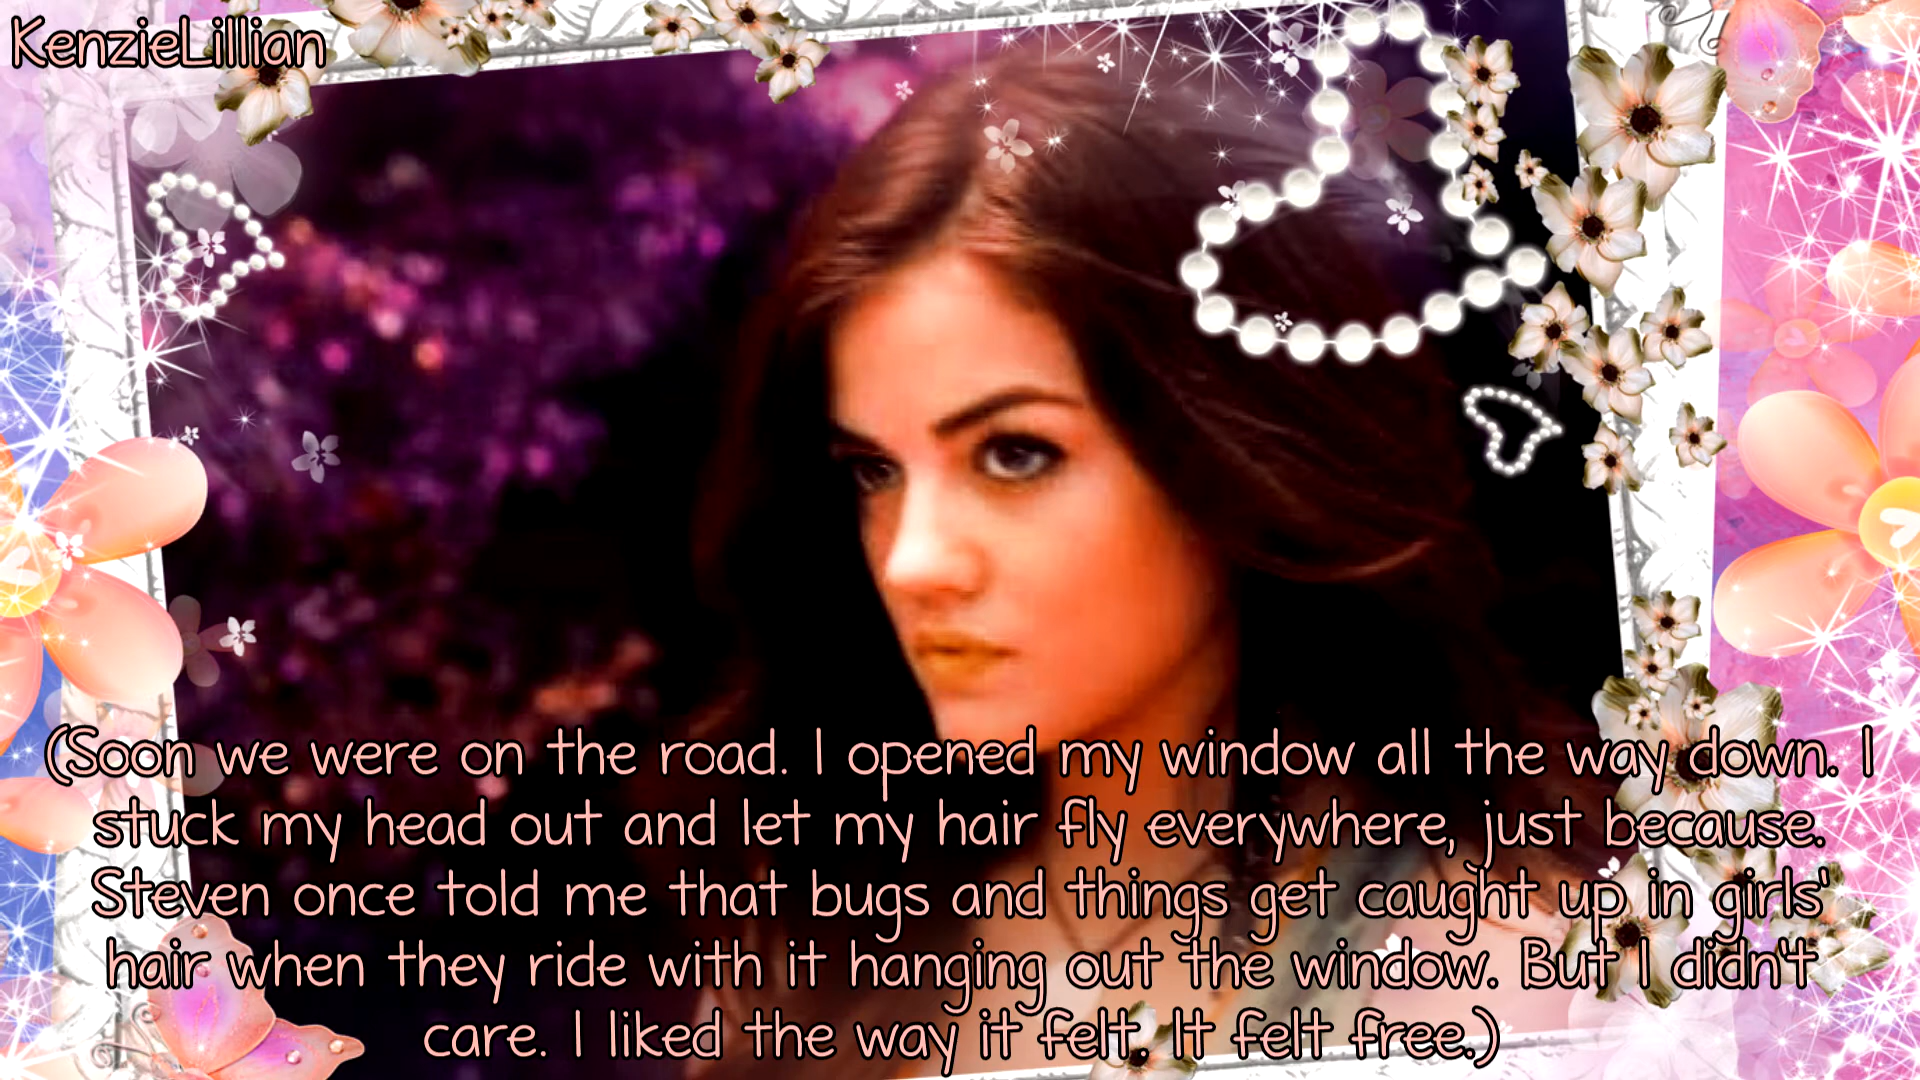 KenzieLillian
(Soon we were on the road. I opened my window all the way down. I
stuck my head out and let my hair fly everywhere, just because.
Steven once told me that bugs and things get caught up in girls'
hair when they ride with it hanging out the window. But I didn't
care. I liked the way it felt. It felt free.)